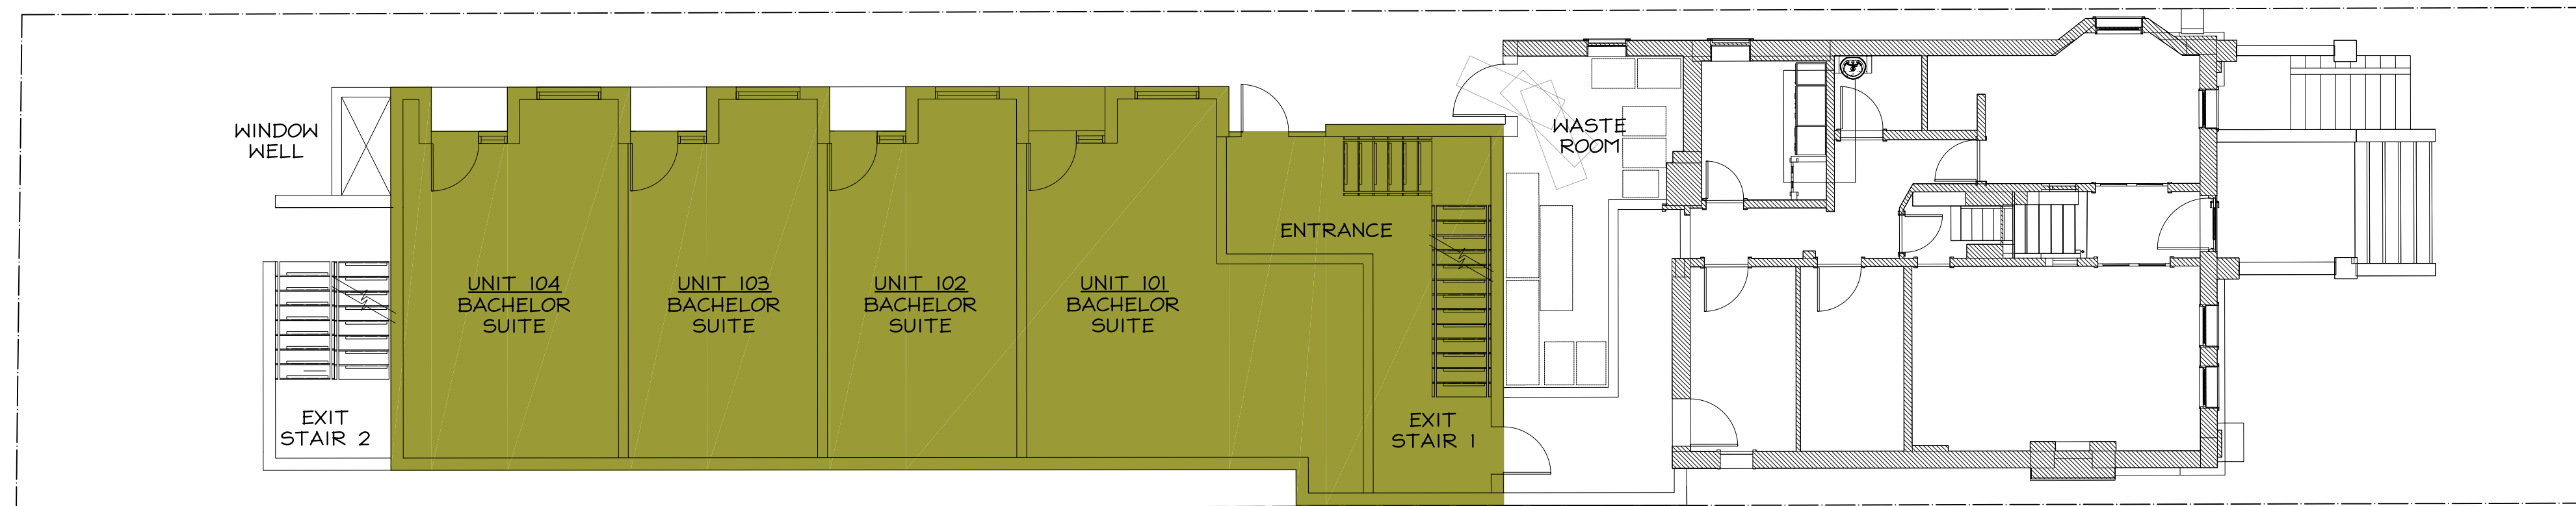 WINDOW
WELL
EXIT
STAIR 2
UNIT 104
BACHELOR
SUITE
UNIT 103
BACHELOR
SUITE
UNIT 102
BACHELOR
SUITE
UNIT 101
BACHELOR
SUITE
ENTRANCE
EXIT
STAIR 1
WASTE
ROOM